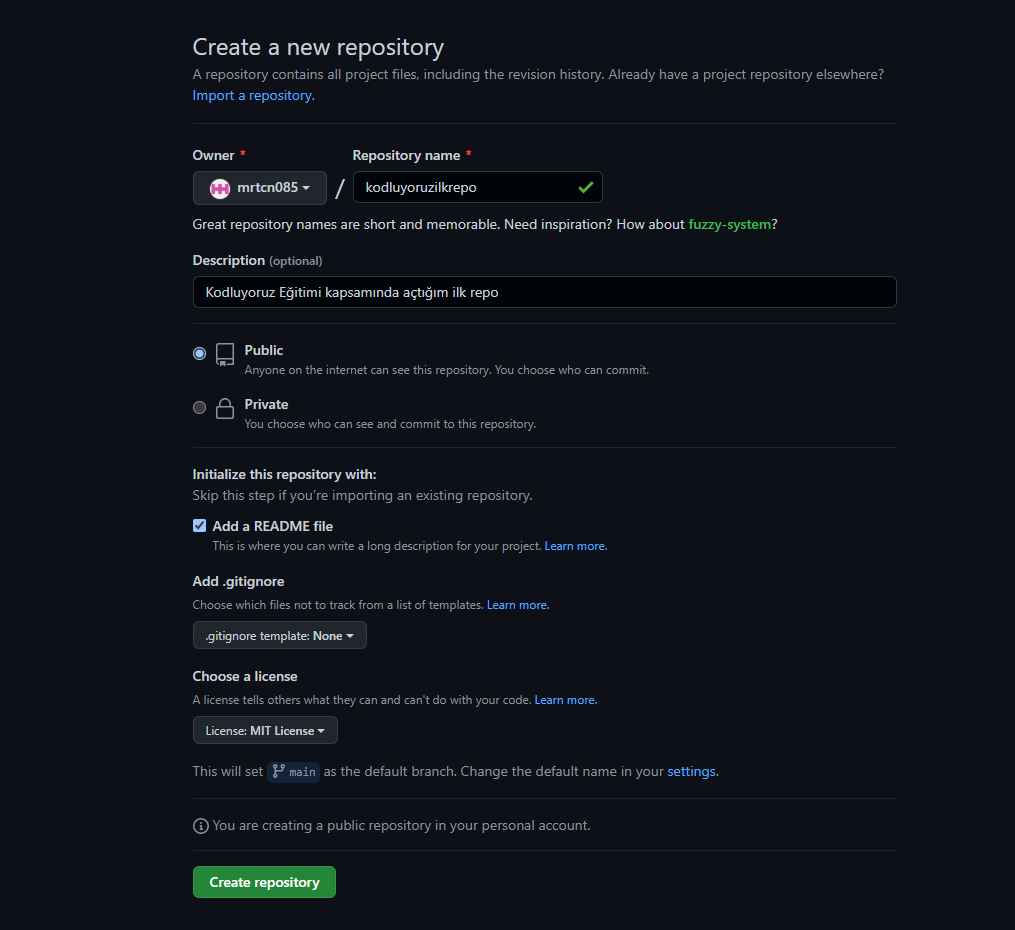 Create a new repository
A repository contains all project files, including the revision history. Already have a project repository elsewhere?
Import a repository.
Owner * Repository name *
mrtcn085 / kodluyoruzilkrepo
Great repository names are short and memorable. Need inspiration? How about fuzzy-system?
Description (optional)
Kodluyoruz Eğitimi kapsamında açtığım ilk repo
Public
Anyone on the internet can see this repository. You choose who can commit.
Private
You choose who can see and commit to this repository.
Initialize this repository with:
Skip this step if you're importing an existing repository.
Add a README file
This is where you can write a long description for your project. Learn more.
Add .gitignore
Choose which files not to track from a list of templates. Learn more.
.gitignore template: None
Choose a license
A license tells others what they can and can't do with your code. Learn more.
License: MIT License
This will set main as the default branch. Change the default name in your settings.
You are creating a public repository in your personal account.
Create repository